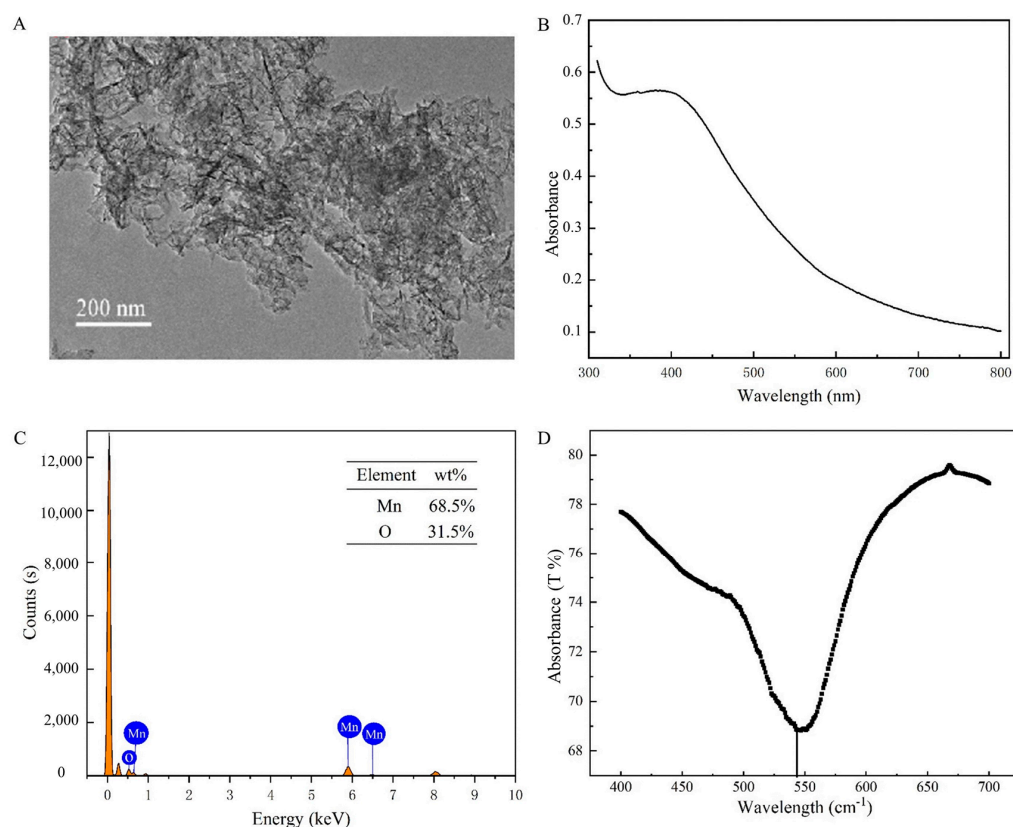 A
200 nm
B
0.7
0.6
0.5
0.4
0.3
0.2
0.1
Absorbance
300 400 500 600 700 800
Wavelength (nm)
C
12,000
10,000
8,000
6,000
4,000
2,000
0
Counts (s)
Element wt%
Mn 68.5%
O 31.5%
Mn
O
Mn
Mn
0 1 2 3 4 5 6 7 8 9 10
Energy (keV)
D
80
78
76
74
72
70
68
Absorbance (T %)
400 450 500 550 600 650 700
Wavelength (cm⁻¹)